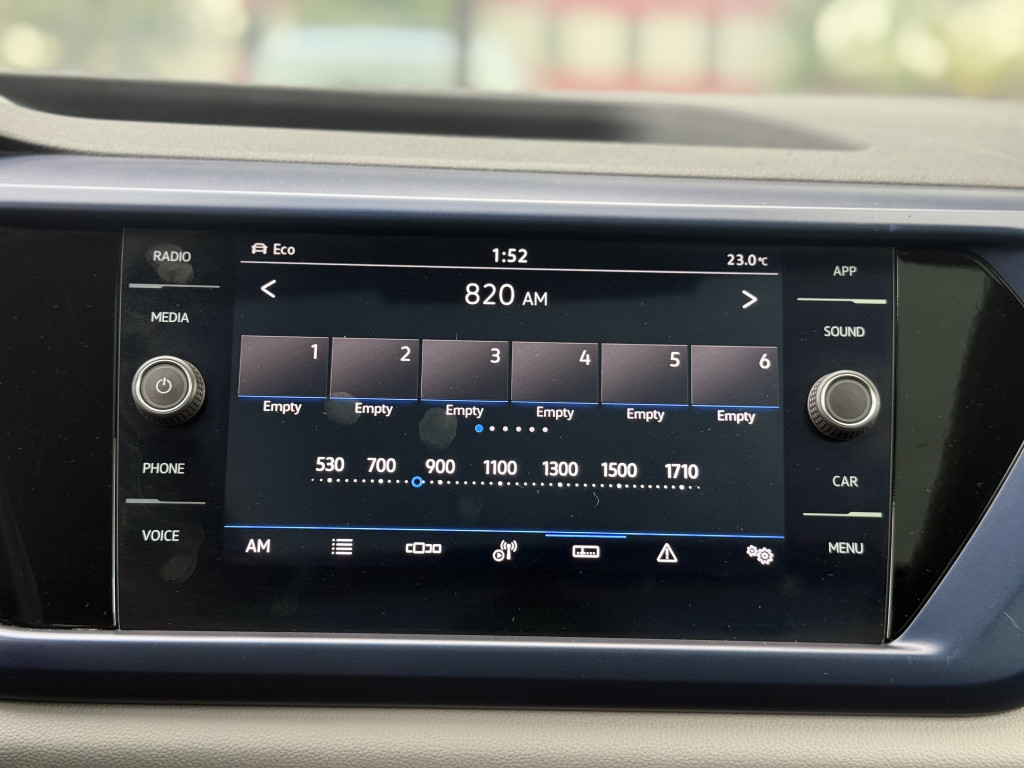 RADIO
MEDIA
PHONE
VOICE
Eco 1:52 23.0°C
< 820 AM >
1 2 3 4 5 6
Empty Empty Empty Empty Empty Empty
530 700 900 1100 1300 1500 1710
AM
APP
SOUND
CAR
MENU